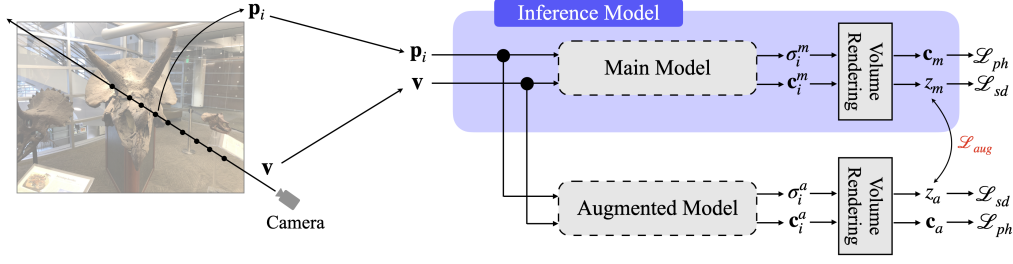 p_i
v
Camera
p_i
v
Inference Model
Main Model
σ_i^m
c_i^m
Volume Rendering
c_m
ℒ_ph
z_m
ℒ_sd
ℒ_aug
Augmented Model
σ_i^a
c_i^a
Volume Rendering
z_a
ℒ_sd
c_a
ℒ_ph